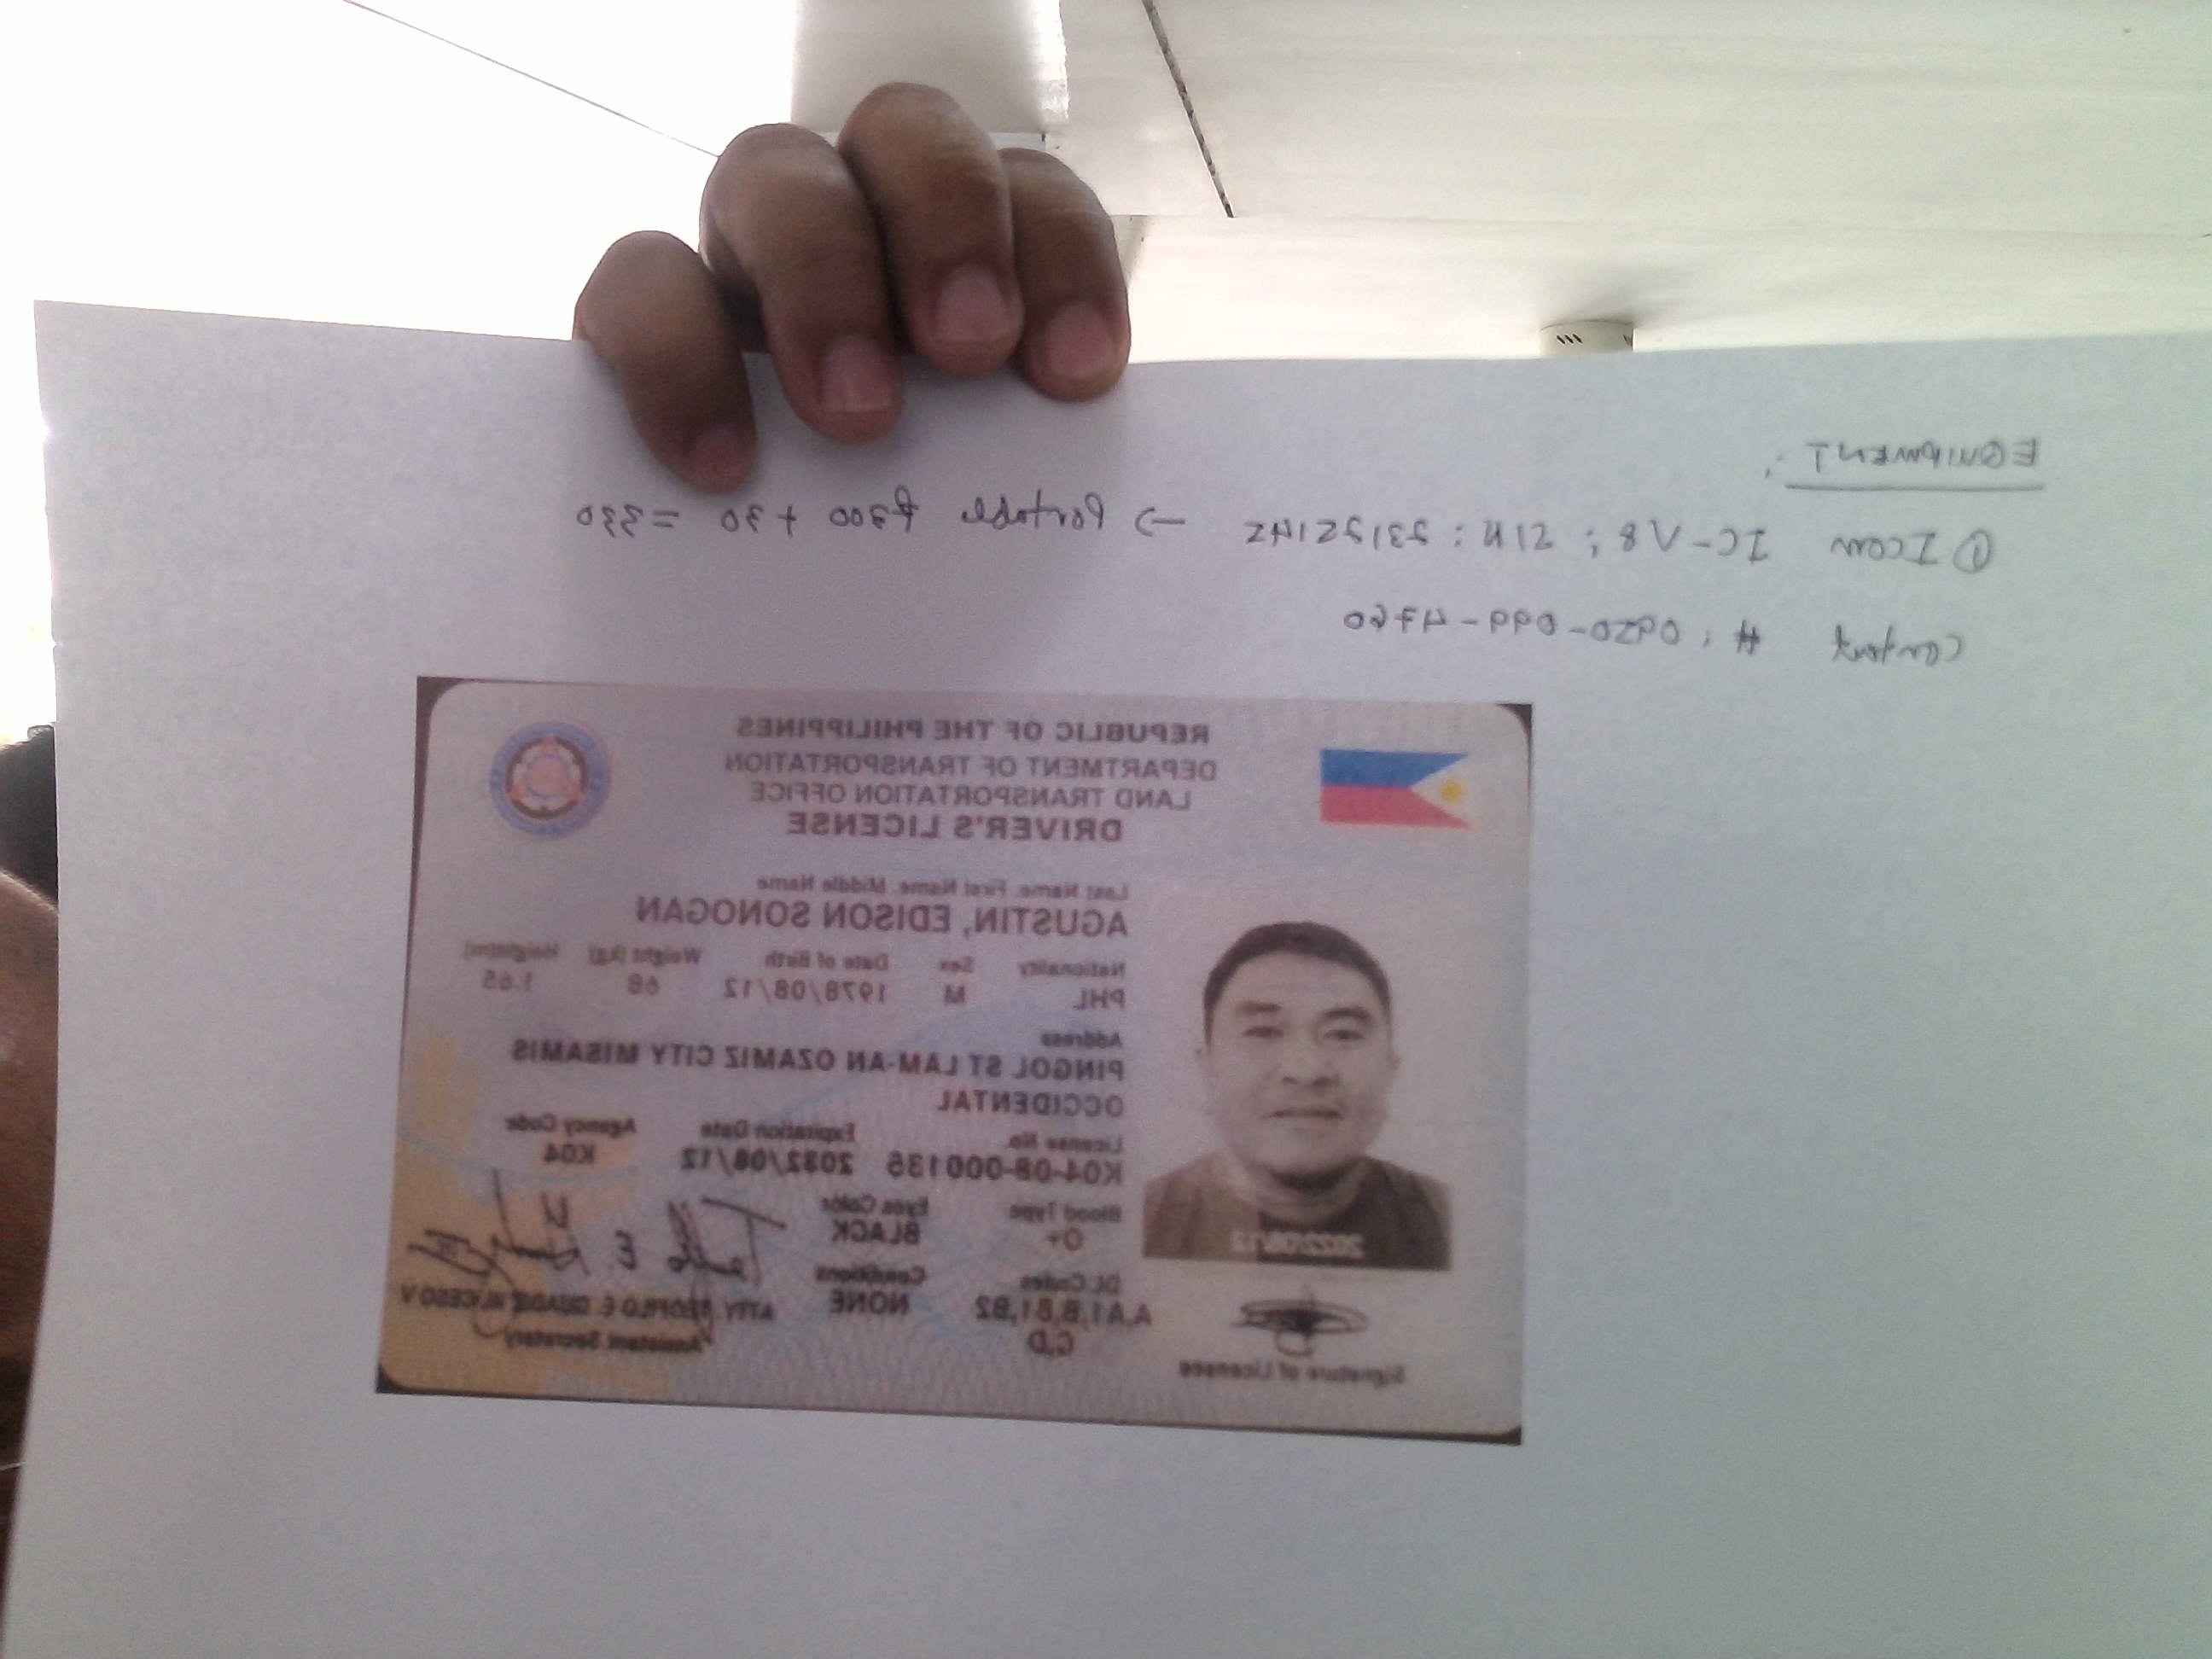 EQUIPMENT:
① Icom IC-V8; SIN: 2312214Z → Portable ₱300 + 30 = 330
Contact #: 0920-099-4760
REPUBLIC OF THE PHILIPPINES
DEPARTMENT OF TRANSPORTATION
LAND TRANSPORTATION OFFICE
DRIVER'S LICENSE
Last Name, First Name, Middle Name
AGUSTIN, EDISON SONOGAN
Nationality Sex Date of Birth Weight (kg) Height(m)
PHL M 1978/08/12 68 1.65
Address
PINGOL ST LAM-AN OZAMIZ CITY MISAMIS
OCCIDENTAL
License No. Expiration Date Agency Code
K04-08-000135 2032/08/12 K04
Blood Type Eyes Color
O+ BLACK
DL Codes Conditions
A,A1,B,B1,B2 NONE
C,D
ATTY. TEOFILO E. GUADIZ
Assistant Secretary
Signature of Licensee